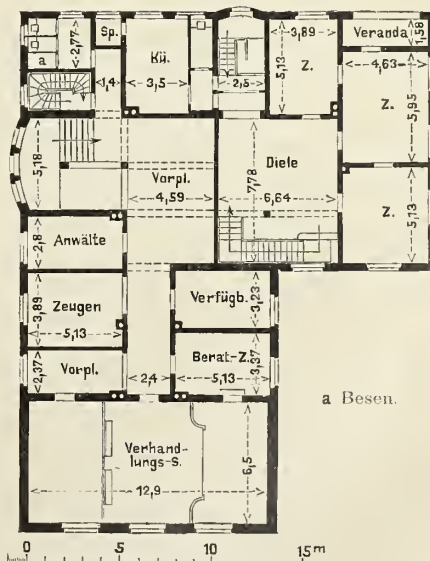 Sp.
Kü.
3,89
Veranda
1,58
2,77
a
1,4
3,5
2,5
5,13
Z.
4,63
5,95
Z.
5,18
Vorpl.
4,59
Diele
7,78
6,64
Z.
5,13
2,8
Anwälte
3,89
Zeugen
5,13
Verfügb.
3,23
2,37
Vorpl.
2,4
Berat-Z.
5,13
3,37
a Besen.
Verhand-
lungs-S.
12,9
6,5
0 5 10 15 m